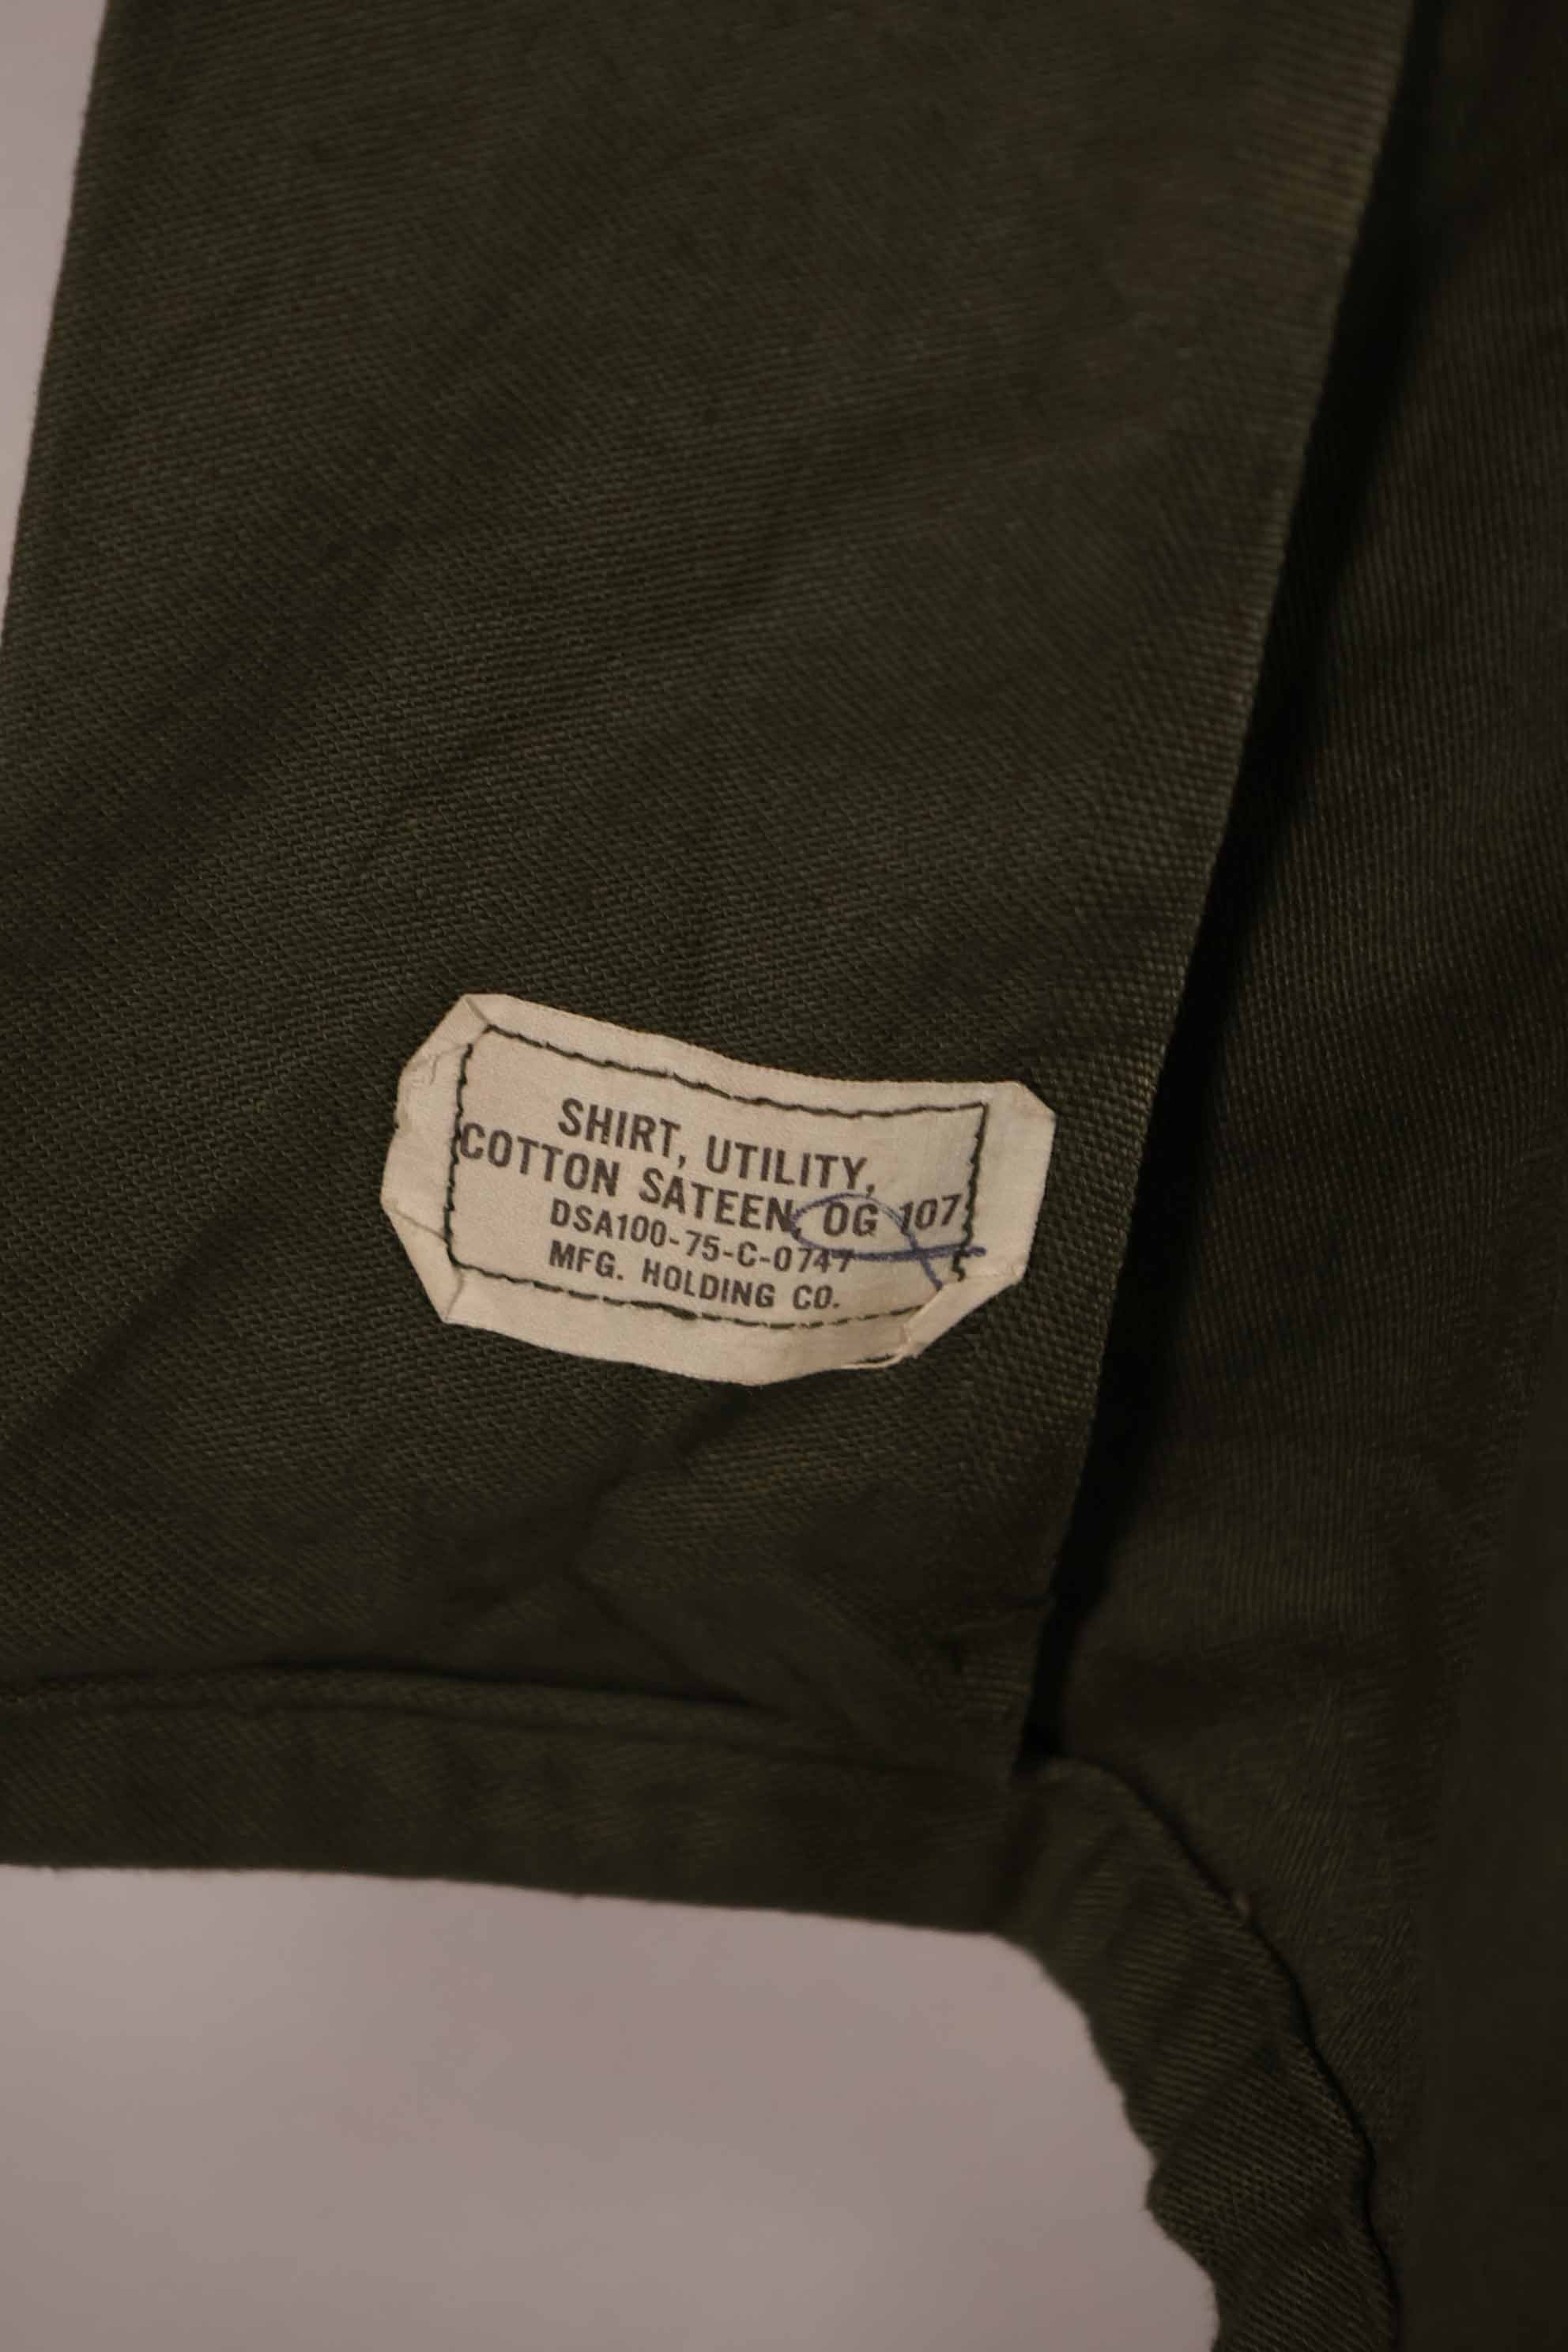 SHIRT, UTILITY,
COTTON SATEEN, OG 107
DSA100-75-C-0747
MFG. HOLDING CO.